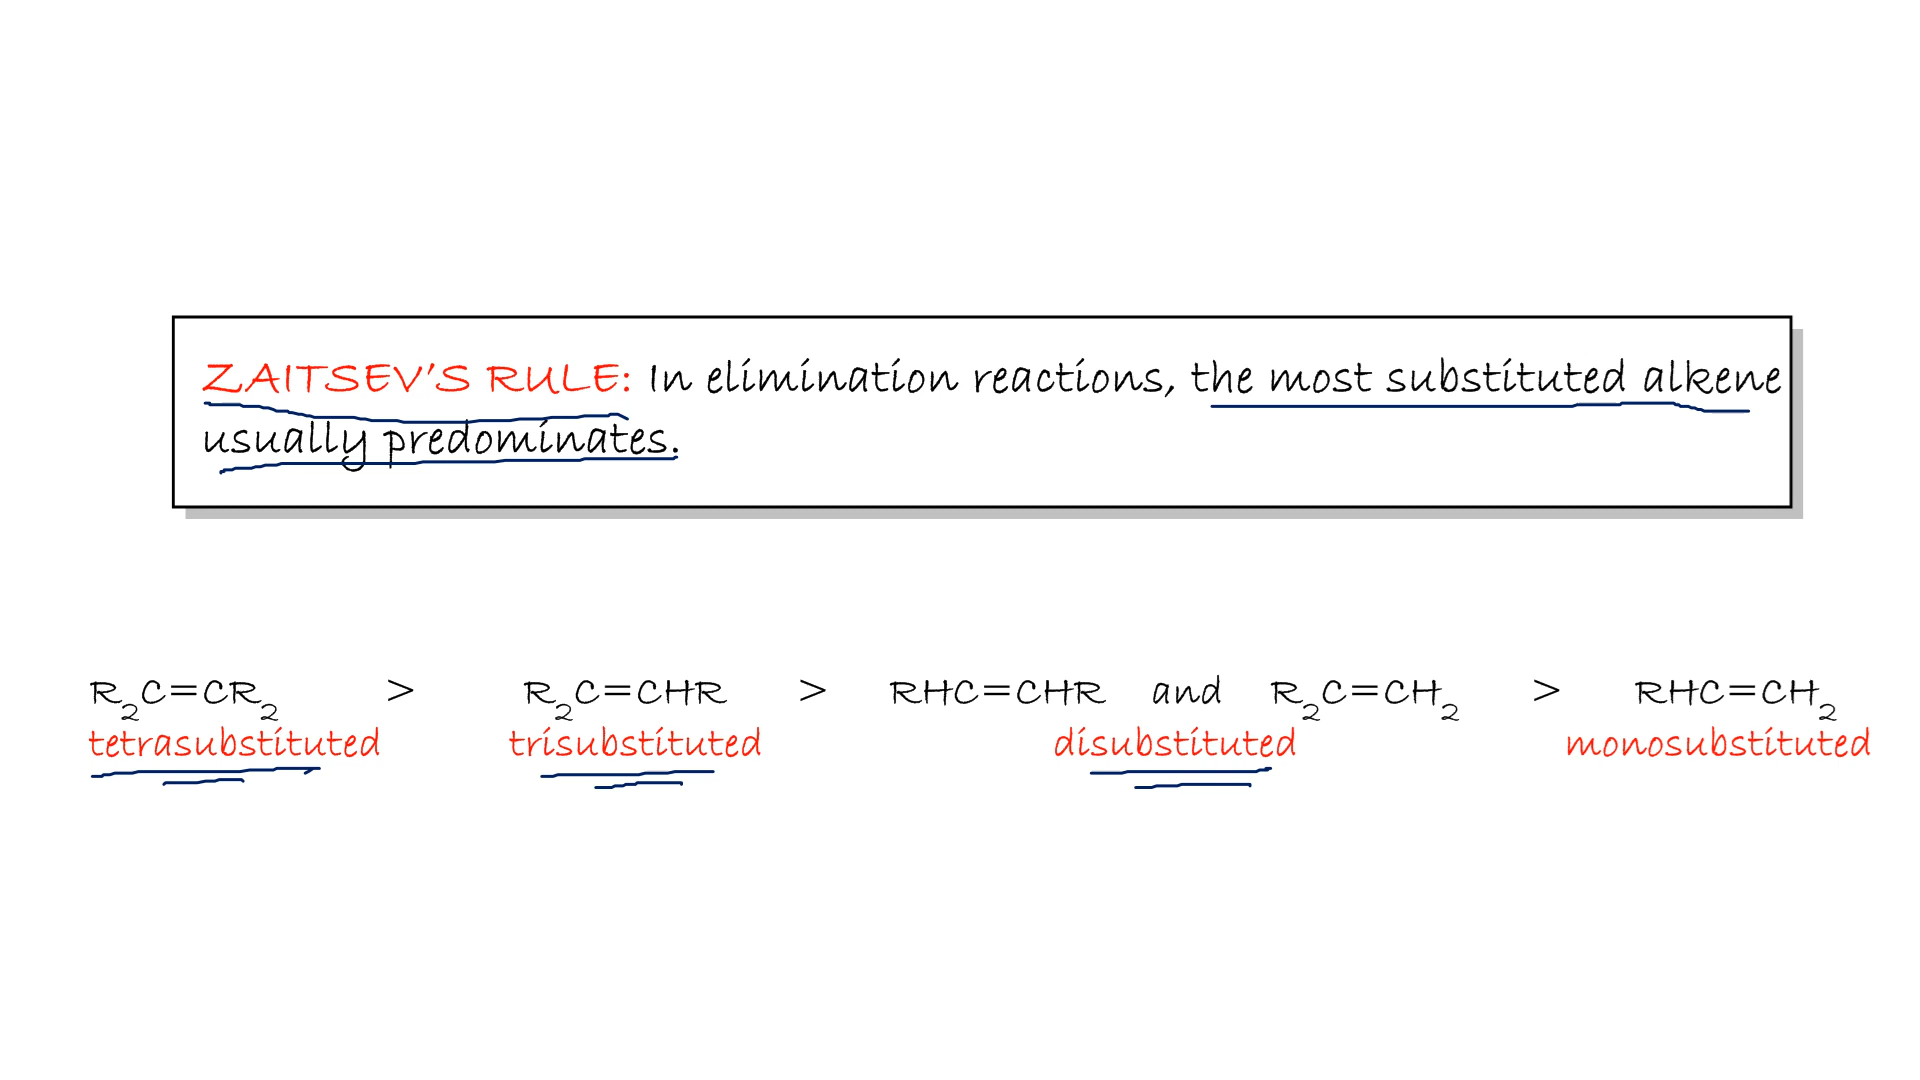 ZAITSEV'S RULE: In elimination reactions, the most substituted alkene
usually predominates.
R₂C=CR₂ > R₂C=CHR > RHC=CHR and R₂C=CH₂ > RHC=CH₂
tetrasubstituted trisubstituted disubstituted monosubstituted